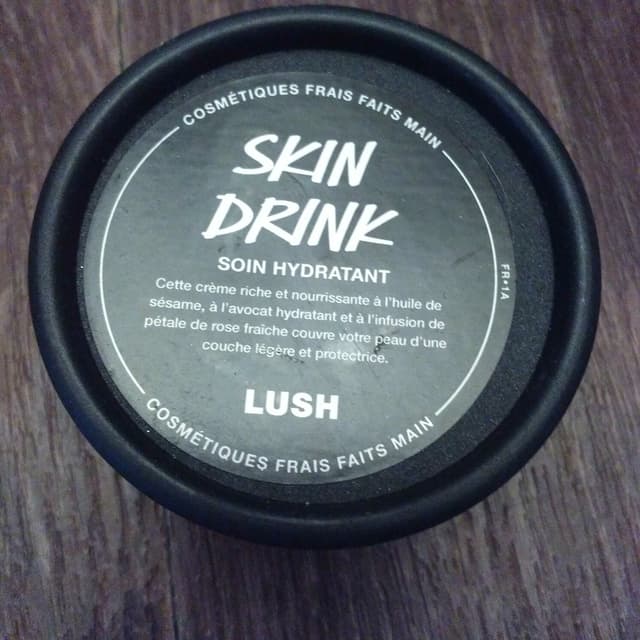 COSMÉTIQUES FRAIS FAITS MAIN
SKIN
DRINK
SOIN HYDRATANT
Cette crème riche et nourrissante à l'huile de
sésame, à l'avocat hydratant et à l'infusion de
pétale de rose fraîche couvre votre peau d'une
couche légère et protectrice.
LUSH
COSMÉTIQUES FRAIS FAITS MAIN
FR•IA